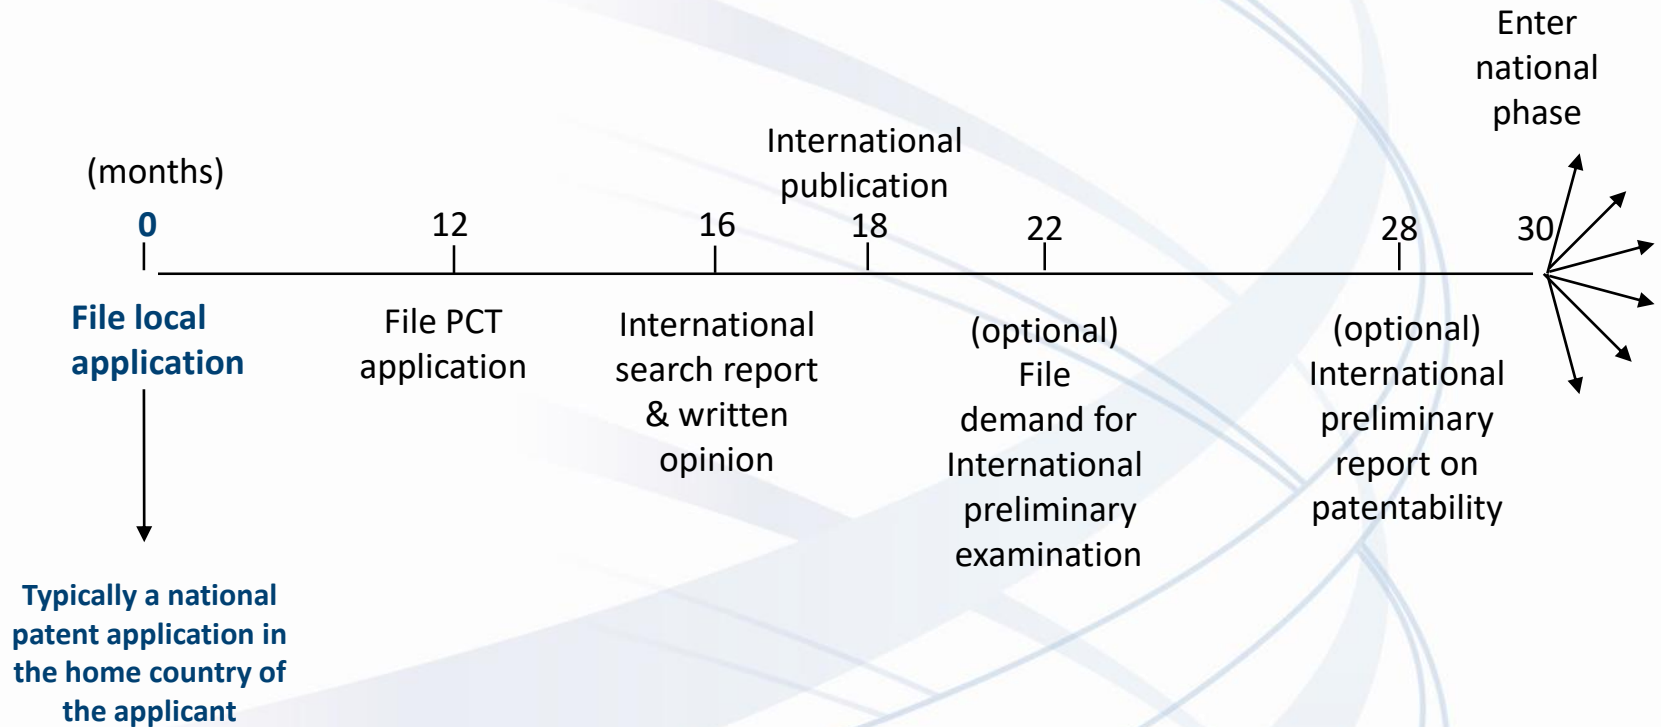 Enter
national
phase
International
publication
(months)
0
12
16
18
22
28
30
File local
application
File PCT
application
International
search report
& written
opinion
(optional)
File
demand for
International
preliminary
examination
(optional)
International
preliminary
report on
patentability
Typically a national
patent application in
the home country of
the applicant